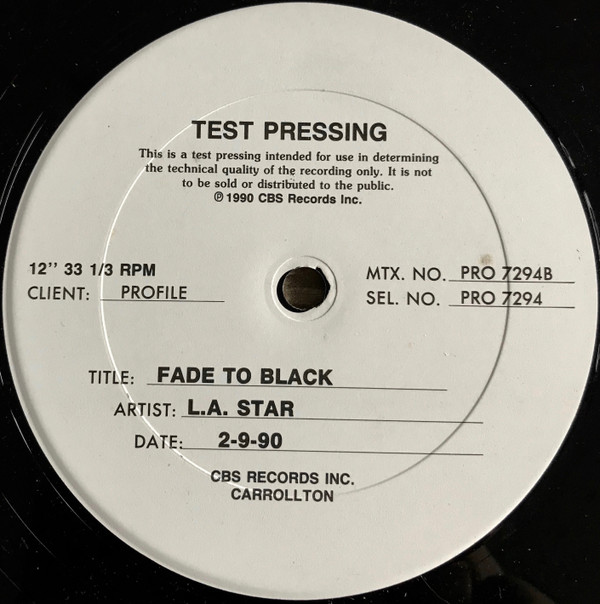 TEST PRESSING
This is a test pressing intended for use in determining
the technical quality of the recording only. It is not
to be sold or distributed to the public.
℗ 1990 CBS Records Inc.
12'' 33 1/3 RPM
CLIENT: PROFILE
MTX. NO. PRO 7294B
SEL. NO. PRO 7294
TITLE: FADE TO BLACK
ARTIST: L.A. STAR
DATE: 2-9-90
CBS RECORDS INC.
CARROLLTON